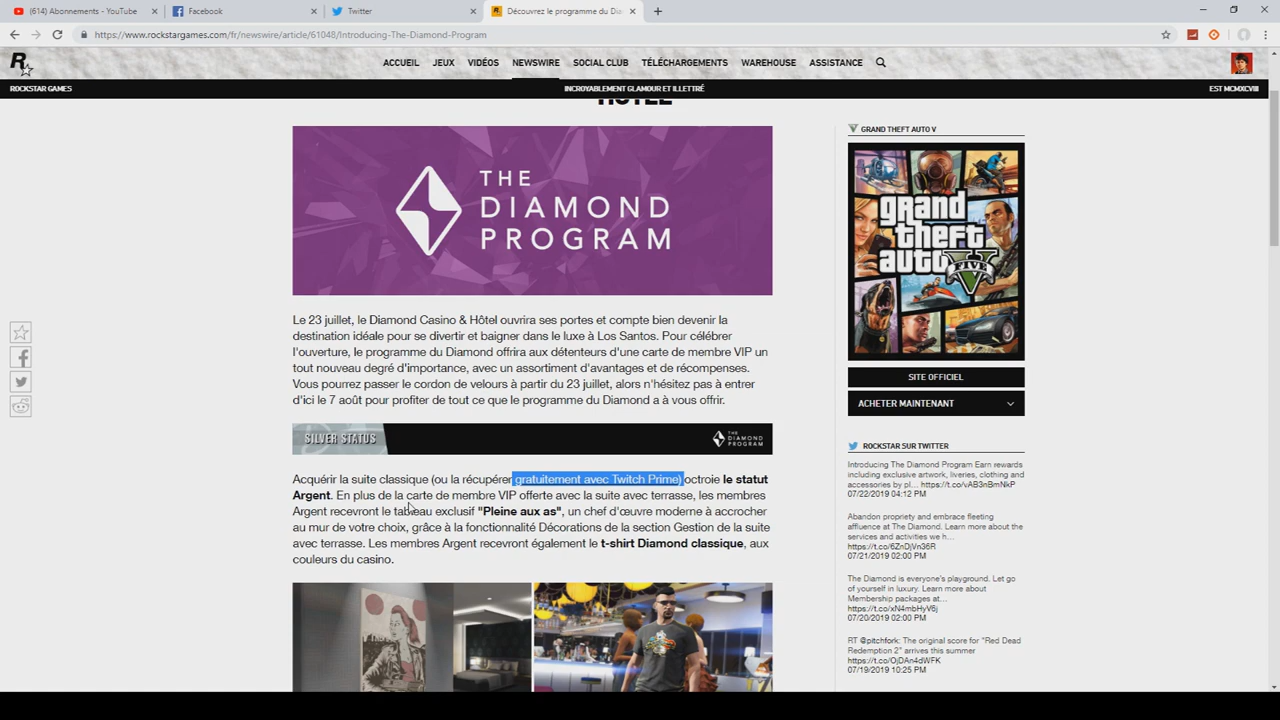 (614) Abonnements - YouTube
Facebook
Twitter
Découvrez le programme du Dia
https://www.rockstargames.com/fr/newswire/article/61048/Introducing-The-Diamond-Program
R
ACCUEIL JEUX VIDÉOS NEWSWIRE SOCIAL CLUB TÉLÉCHARGEMENTS WAREHOUSE ASSISTANCE
ROCKSTAR GAMES
INCROYABLEMENT GLAMOUR ET ILLETTRÉ
EST MCMXCVIII
HÔTEL
THE
DIAMOND
PROGRAM
Le 23 juillet, le Diamond Casino & Hôtel ouvrira ses portes et compte bien devenir la
destination idéale pour se divertir et baigner dans le luxe à Los Santos. Pour célébrer
l'ouverture, le programme du Diamond offrira aux détenteurs d'une carte de membre VIP un
tout nouveau degré d'importance, avec un assortiment d'avantages et de récompenses.
Vous pourrez passer le cordon de velours à partir du 23 juillet, alors n'hésitez pas à entrer
d'ici le 7 août pour profiter de tout ce que le programme du Diamond a à vous offrir.
SILVER STATUS
THE
DIAMOND
PROGRAM
Acquérir la suite classique (ou la récupérer gratuitement avec Twitch Prime) octroie le statut
Argent. En plus de la carte de membre VIP offerte avec la suite avec terrasse, les membres
Argent recevront le tableau exclusif "Pleine aux as", un chef d'œuvre moderne à accrocher
au mur de votre choix, grâce à la fonctionnalité Décorations de la section Gestion de la suite
avec terrasse. Les membres Argent recevront également le t-shirt Diamond classique, aux
couleurs du casino.
GRAND THEFT AUTO V
grand
theft
auto V
FIVE
SITE OFFICIEL
ACHETER MAINTENANT
ROCKSTAR SUR TWITTER
Introducing The Diamond Program Earn rewards
including exclusive artwork, liveries, clothing and
accessories by pl... https://t.co/vAB3nBmNkP
07/22/2019 04:12 PM
Abandon propriety and embrace fleeting
affluence at The Diamond. Learn more about the
services and activities we h...
https://t.co/6ZnDjVn36R
07/21/2019 02:00 PM
The Diamond is everyone's playground. Let go
of yourself in luxury. Learn more about
Membership packages at...
https://t.co/xN4mbHyV6j
07/20/2019 02:00 PM
RT @pitchfork: The original score for "Red Dead
Redemption 2" arrives this summer
https://t.co/OjDAn4dWFK
07/19/2019 10:25 PM